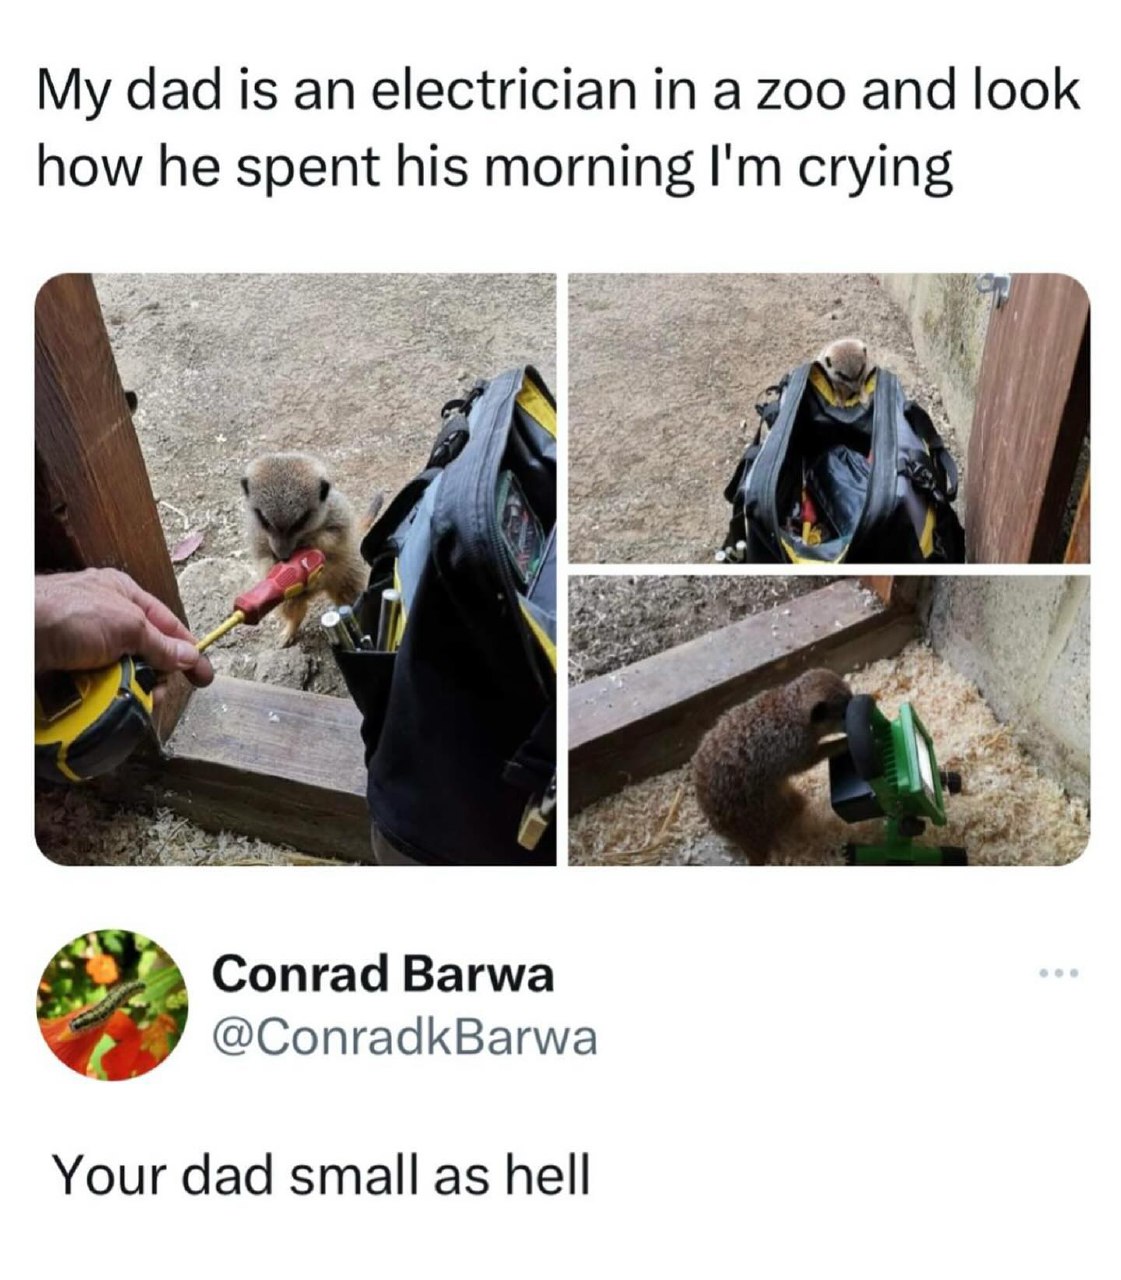 My dad is an electrician in a zoo and look
how he spent his morning I'm crying
Conrad Barwa
@ConradkBarwa
Your dad small as hell